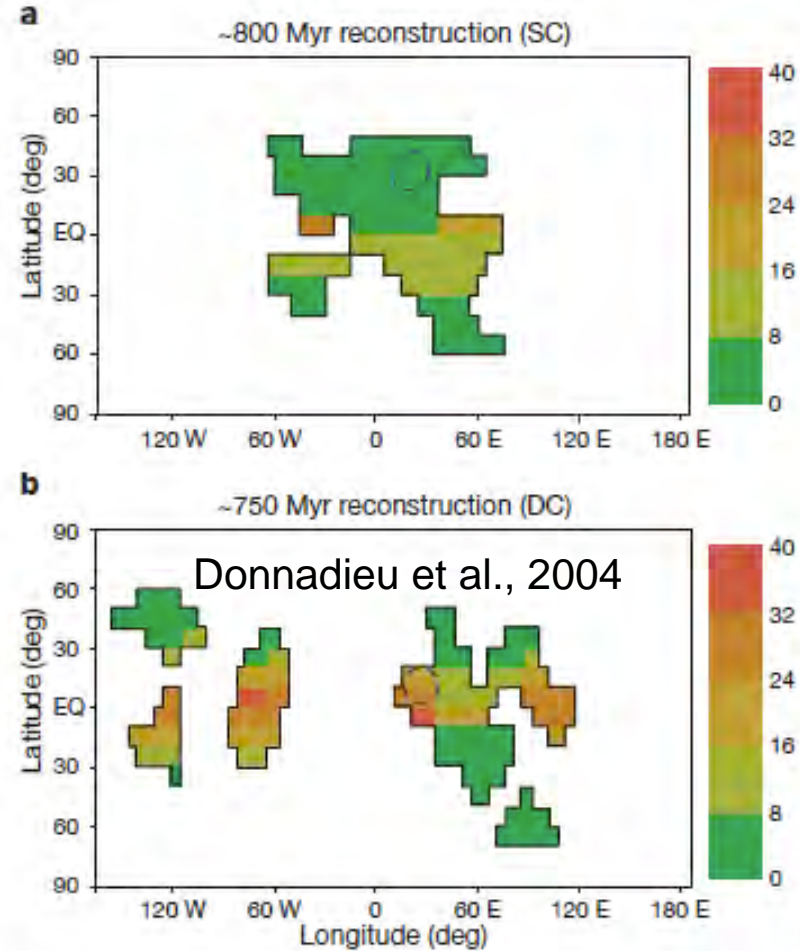 a
~800 Myr reconstruction (SC)
90
60
30
EQ
30
60
90
Latitude (deg)
120 W 60 W 0 60 E 120 E 180 E
40
32
24
16
8
0
b
~750 Myr reconstruction (DC)
Donnadieu et al., 2004
90
60
30
EQ
30
60
90
Latitude (deg)
120 W 60 W 0 60 E 120 E 180 E
Longitude (deg)
40
32
24
16
8
0